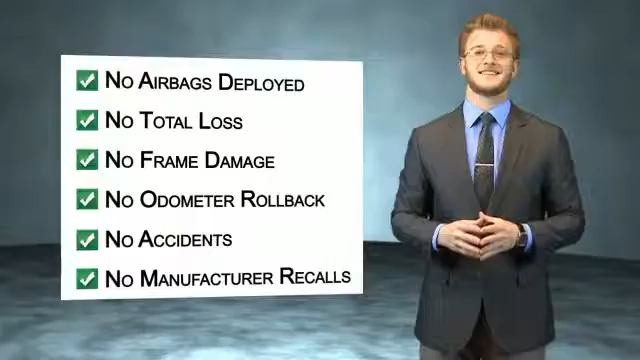 No Airbags Deployed
No Total Loss
No Frame Damage
No Odometer Rollback
No Accidents
No Manufacturer Recalls